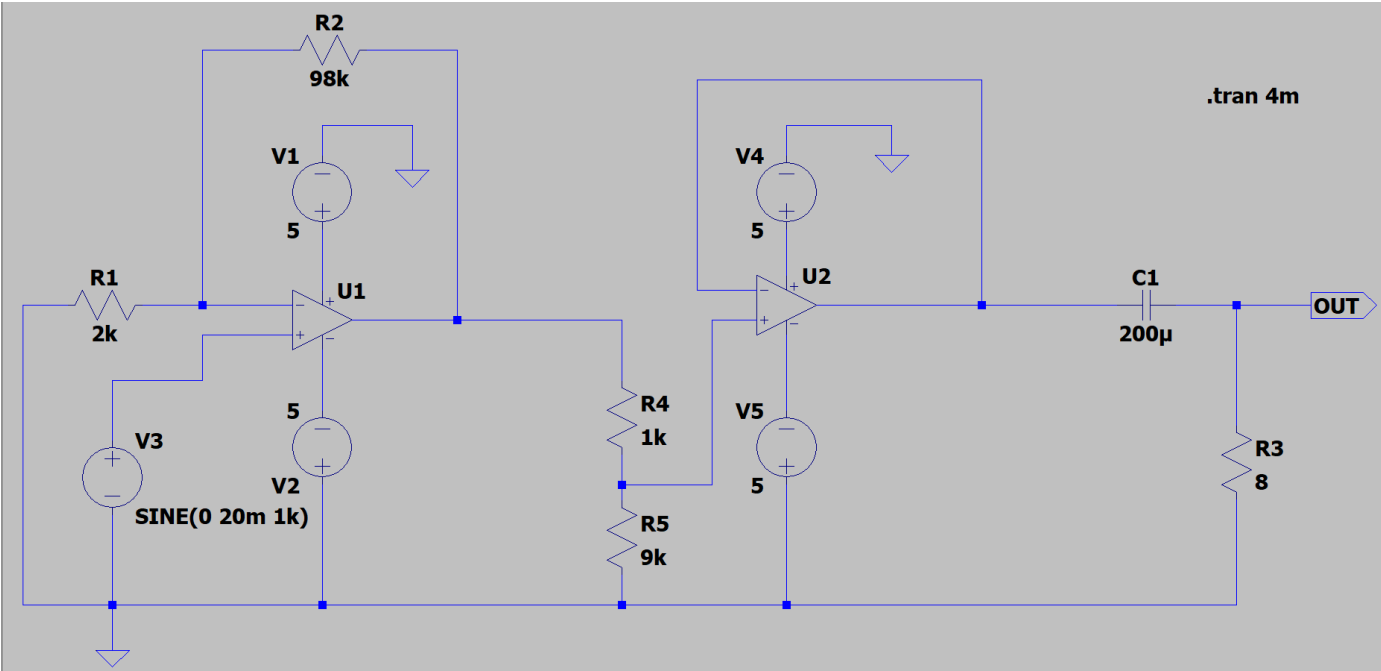 R2
98k
.tran 4m
V1
5
V4
5
R1
2k
U1
U2
C1
200µ
OUT
5
V2
V3
SINE(0 20m 1k)
R4
1k
V5
5
R3
8
R5
9k